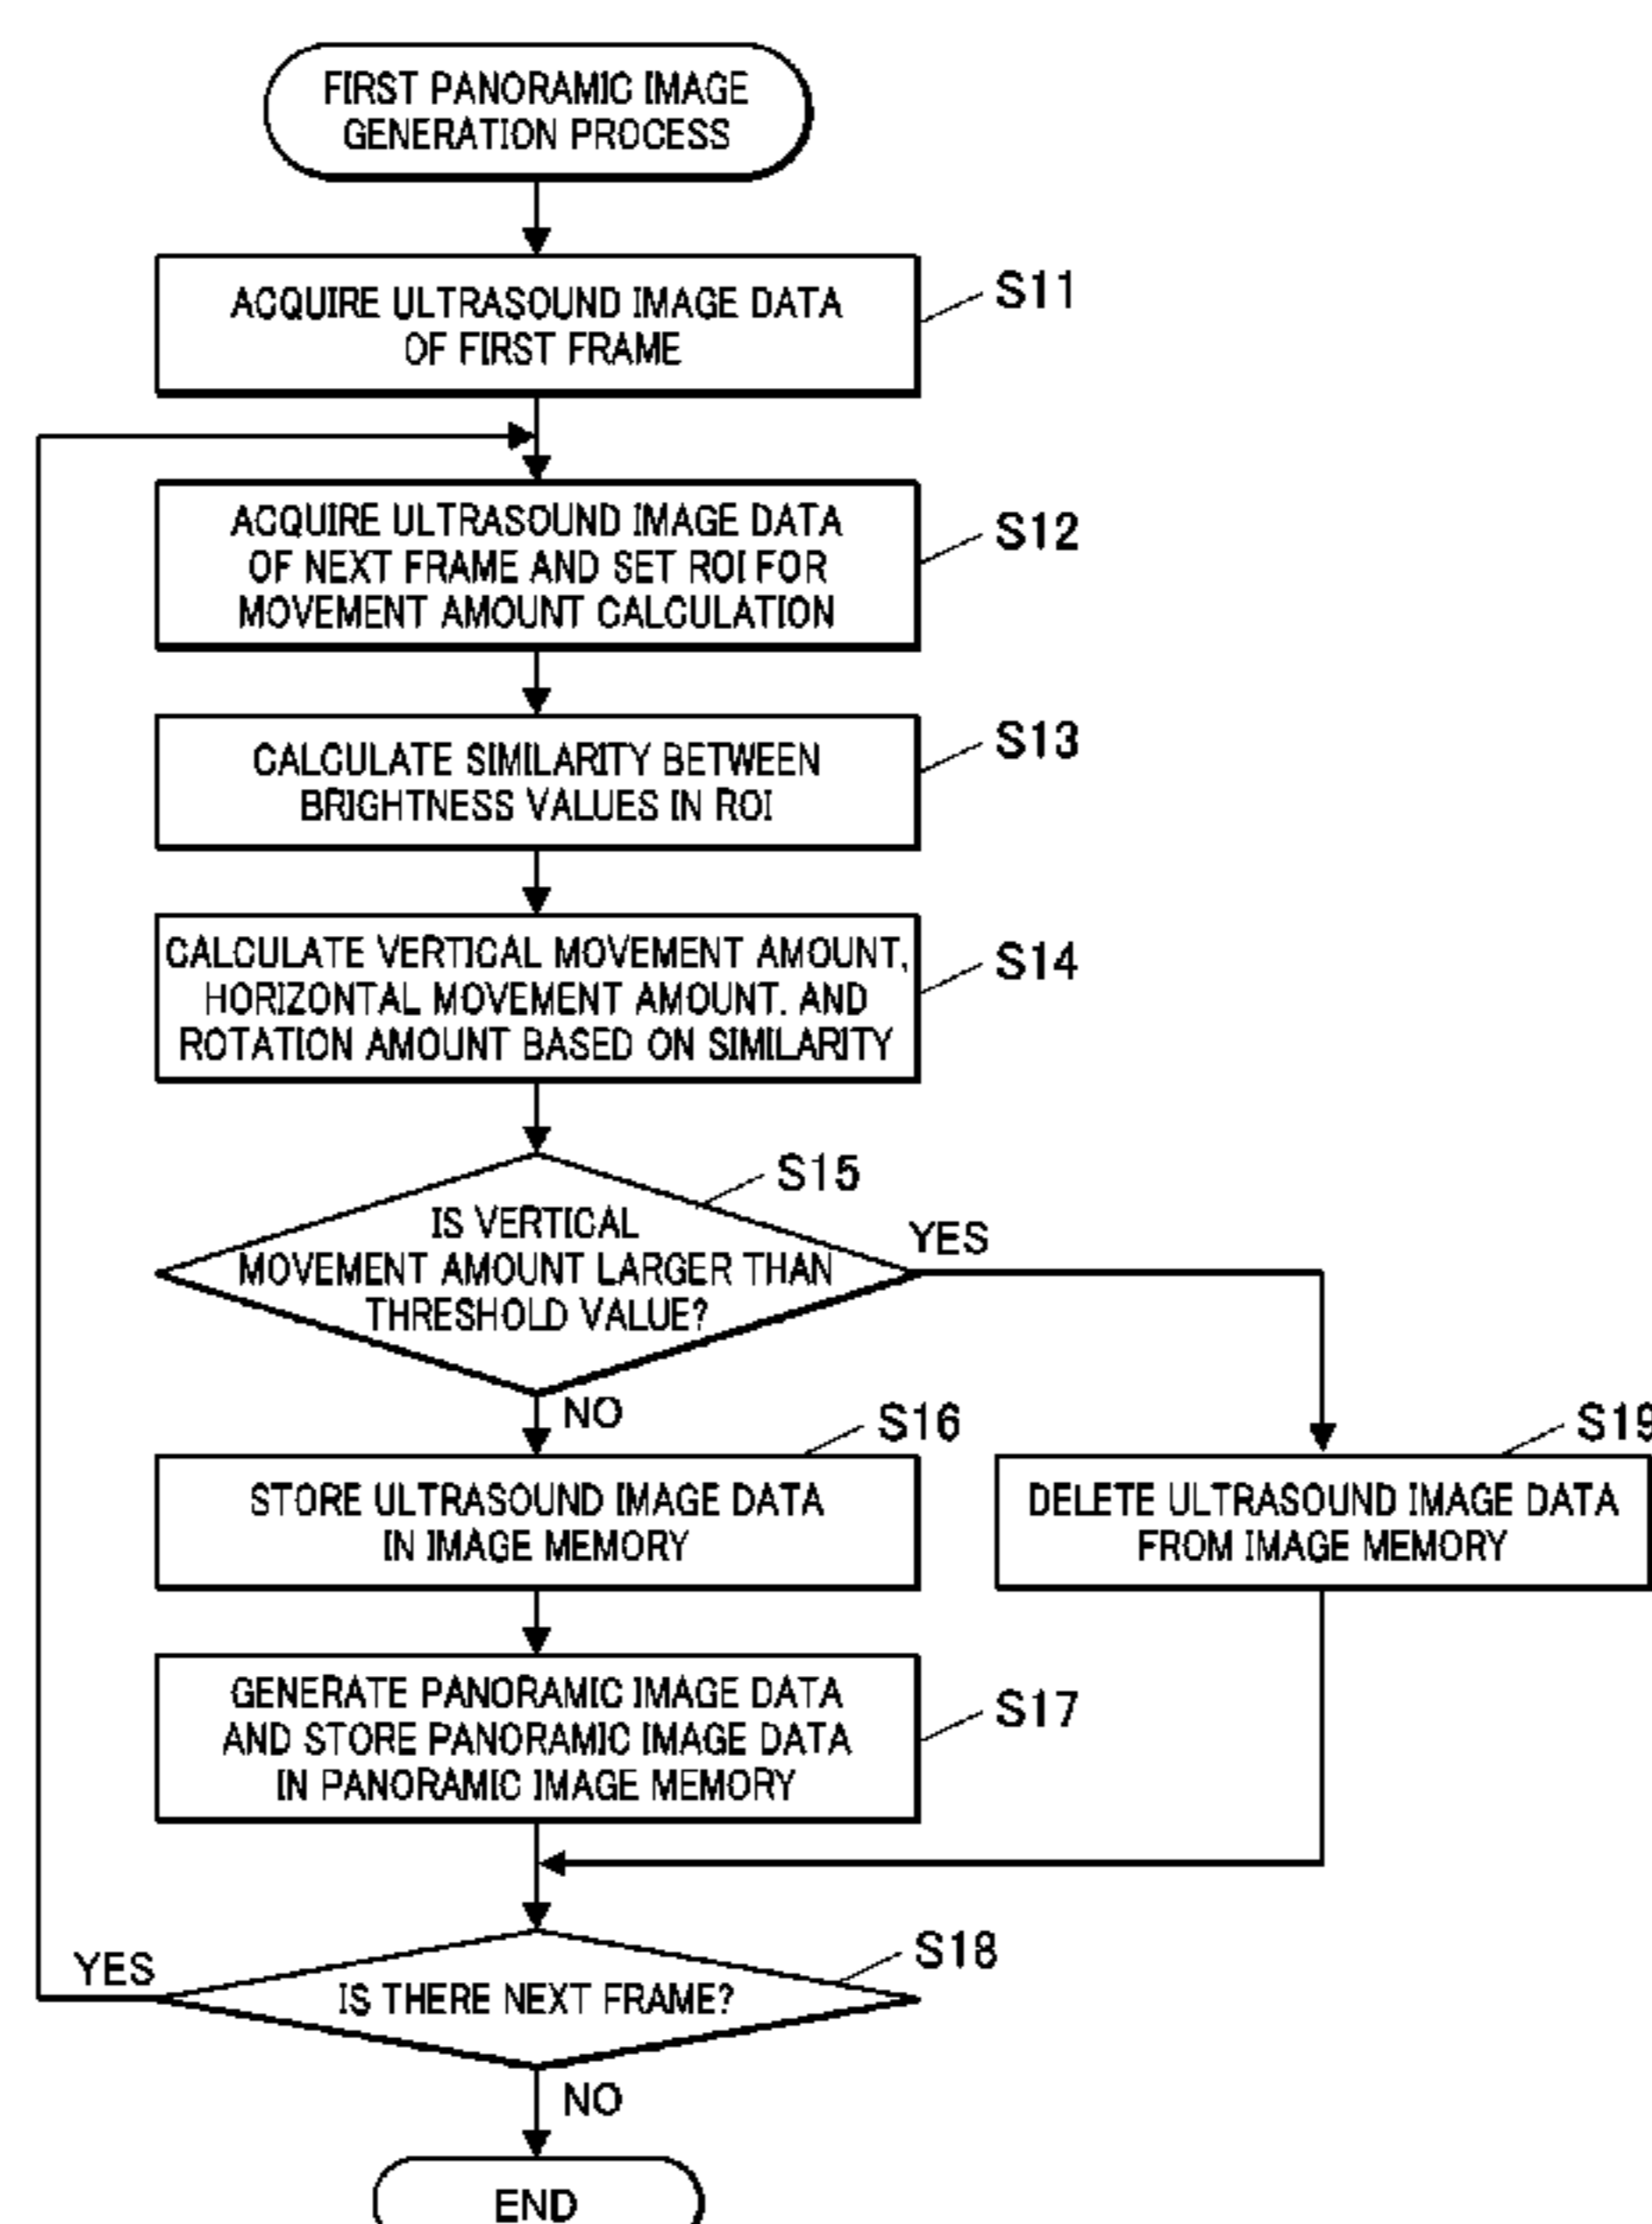 FIRST PANORAMIC IMAGE
GENERATION PROCESS
ACQUIRE ULTRASOUND IMAGE DATA
OF FIRST FRAME
S11
ACQUIRE ULTRASOUND IMAGE DATA
OF NEXT FRAME AND SET ROI FOR
MOVEMENT AMOUNT CALCULATION
S12
CALCULATE SIMILARITY BETWEEN
BRIGHTNESS VALUES IN ROI
S13
CALCULATE VERTICAL MOVEMENT AMOUNT,
HORIZONTAL MOVEMENT AMOUNT, AND
ROTATION AMOUNT BASED ON SIMILARITY
S14
S15
IS VERTICAL
MOVEMENT AMOUNT LARGER THAN
THRESHOLD VALUE?
YES
NO
S16
STORE ULTRASOUND IMAGE DATA
IN IMAGE MEMORY
S19
DELETE ULTRASOUND IMAGE DATA
FROM IMAGE MEMORY
GENERATE PANORAMIC IMAGE DATA
AND STORE PANORAMIC IMAGE DATA
IN PANORAMIC IMAGE MEMORY
S17
S18
YES
IS THERE NEXT FRAME?
NO
END